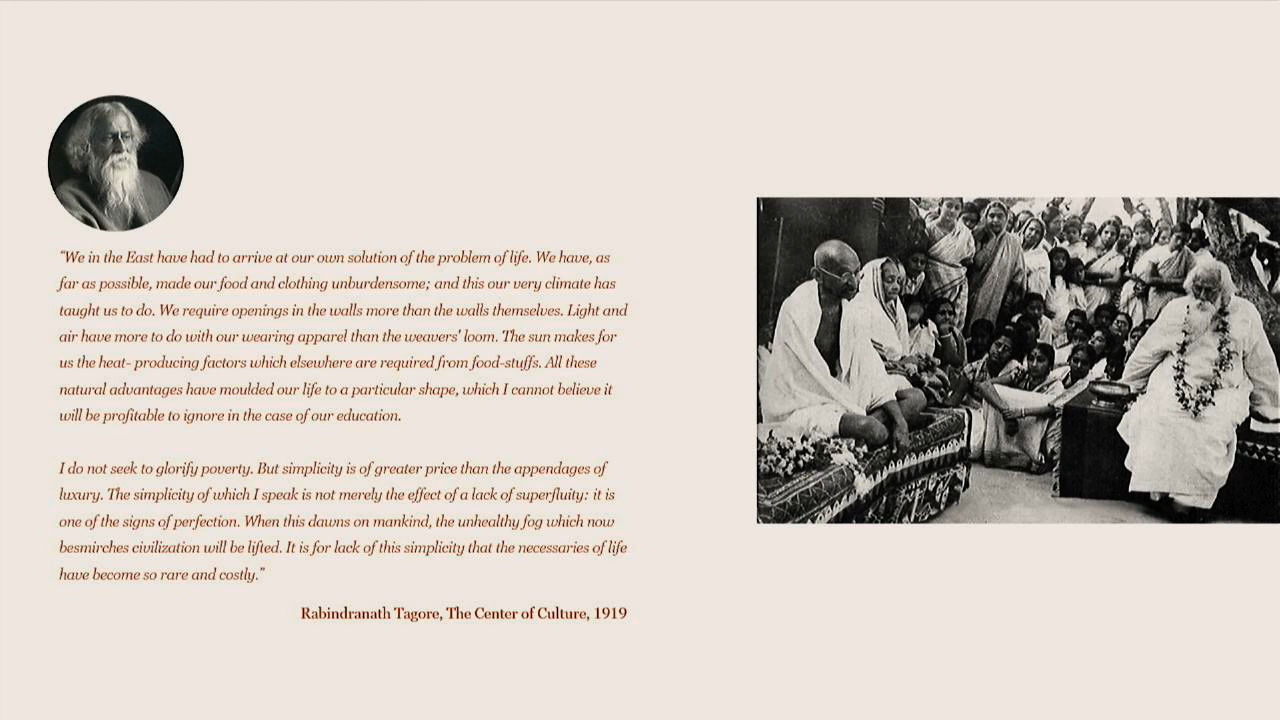 “We in the East have had to arrive at our own solution of the problem of life. We have, as
far as possible, made our food and clothing unburdensome; and this our very climate has
taught us to do. We require openings in the walls more than the walls themselves. Light and
air have more to do with our wearing apparel than the weavers' loom. The sun makes for
us the heat- producing factors which elsewhere are required from food-stuffs. All these
natural advantages have moulded our life to a particular shape, which I cannot believe it
will be profitable to ignore in the case of our education.
I do not seek to glorify poverty. But simplicity is of greater price than the appendages of
luxury. The simplicity of which I speak is not merely the effect of a lack of superfluity: it is
one of the signs of perfection. When this dawns on mankind, the unhealthy fog which now
besmirches civilization will be lifted. It is for lack of this simplicity that the necessaries of life
have become so rare and costly.”
Rabindranath Tagore, The Center of Culture, 1919